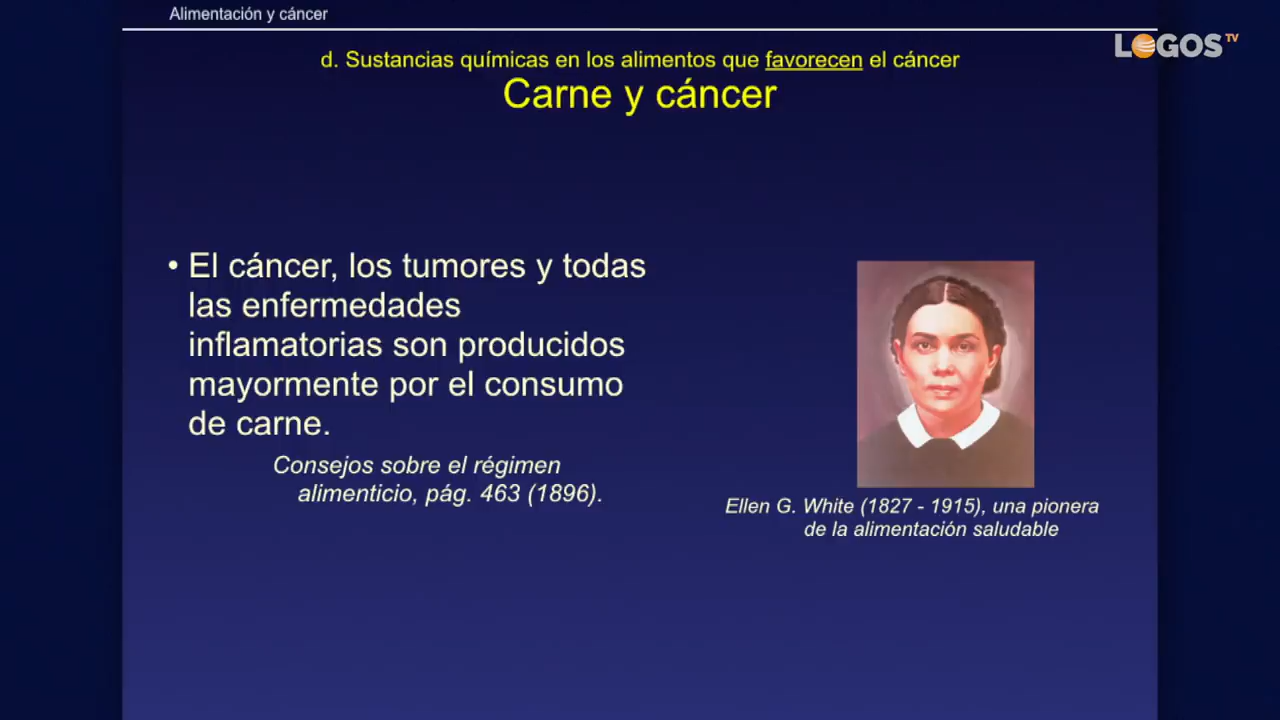 Alimentación y cáncer
LOGOS TV
d. Sustancias químicas en los alimentos que favorecen el cáncer
Carne y cáncer
• El cáncer, los tumores y todas
las enfermedades
inflamatorias son producidos
mayormente por el consumo
de carne.
Consejos sobre el régimen
alimenticio, pág. 463 (1896).
Ellen G. White (1827 - 1915), una pionera
de la alimentación saludable